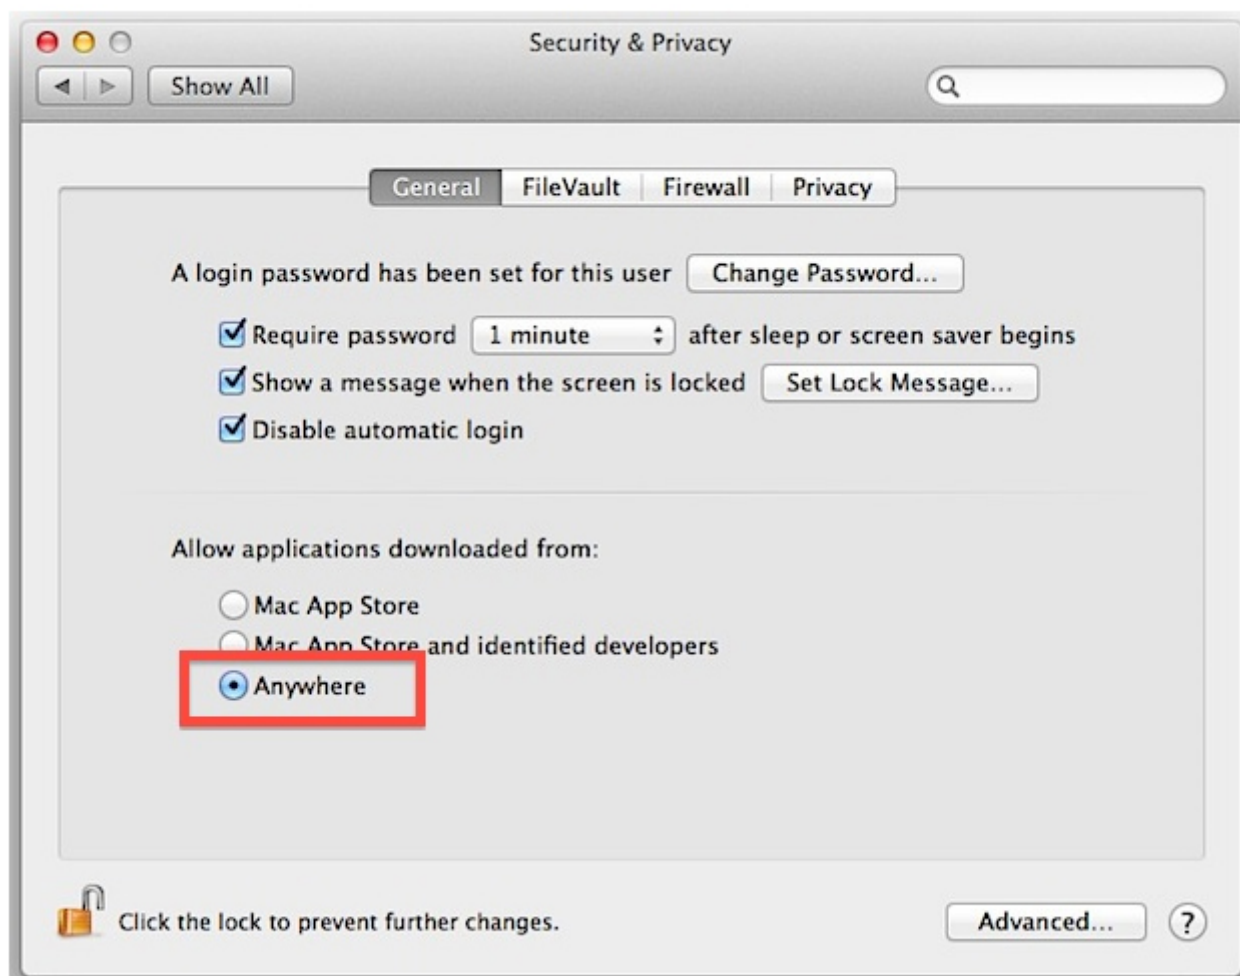 Security & Privacy
Show All
General FileVault Firewall Privacy
A login password has been set for this user Change Password...
Require password 1 minute after sleep or screen saver begins
Show a message when the screen is locked Set Lock Message...
Disable automatic login
Allow applications downloaded from:
Mac App Store
Mac App Store and identified developers
Anywhere
Click the lock to prevent further changes. Advanced... ?